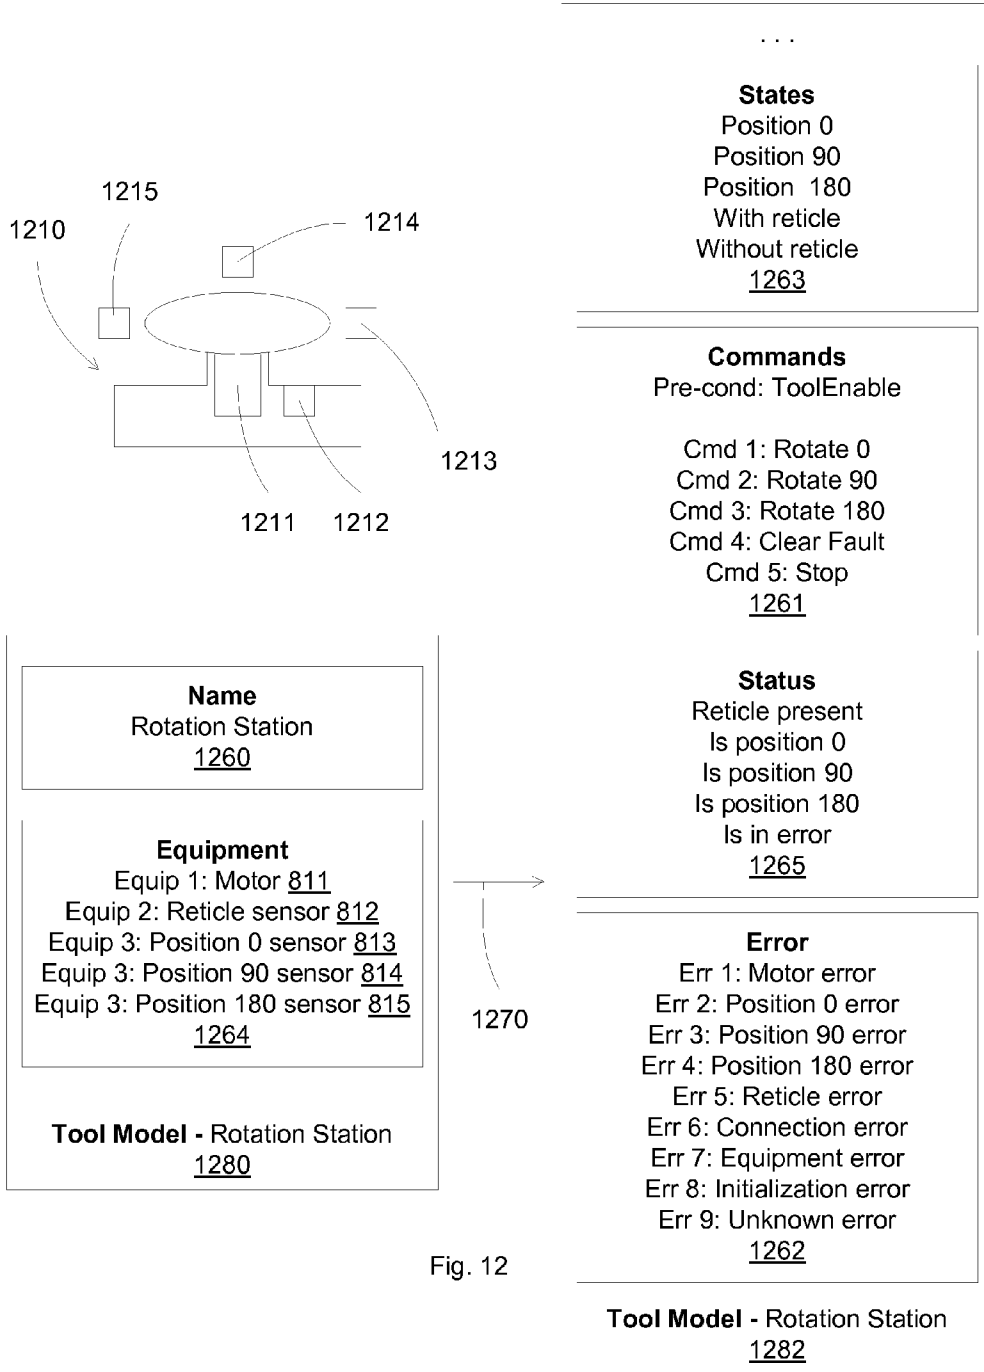 1215
1210
1214
1213
1211
1212
Name
Rotation Station
1260
Equipment
Equip 1: Motor 811
Equip 2: Reticle sensor 812
Equip 3: Position 0 sensor 813
Equip 3: Position 90 sensor 814
Equip 3: Position 180 sensor 815
1264
Tool Model - Rotation Station
1280
1270
. . .
States
Position 0
Position 90
Position 180
With reticle
Without reticle
1263
Commands
Pre-cond: ToolEnable
Cmd 1: Rotate 0
Cmd 2: Rotate 90
Cmd 3: Rotate 180
Cmd 4: Clear Fault
Cmd 5: Stop
1261
Status
Reticle present
Is position 0
Is position 90
Is position 180
Is in error
1265
Error
Err 1: Motor error
Err 2: Position 0 error
Err 3: Position 90 error
Err 4: Position 180 error
Err 5: Reticle error
Err 6: Connection error
Err 7: Equipment error
Err 8: Initialization error
Err 9: Unknown error
1262
Tool Model - Rotation Station
1282
Fig. 12